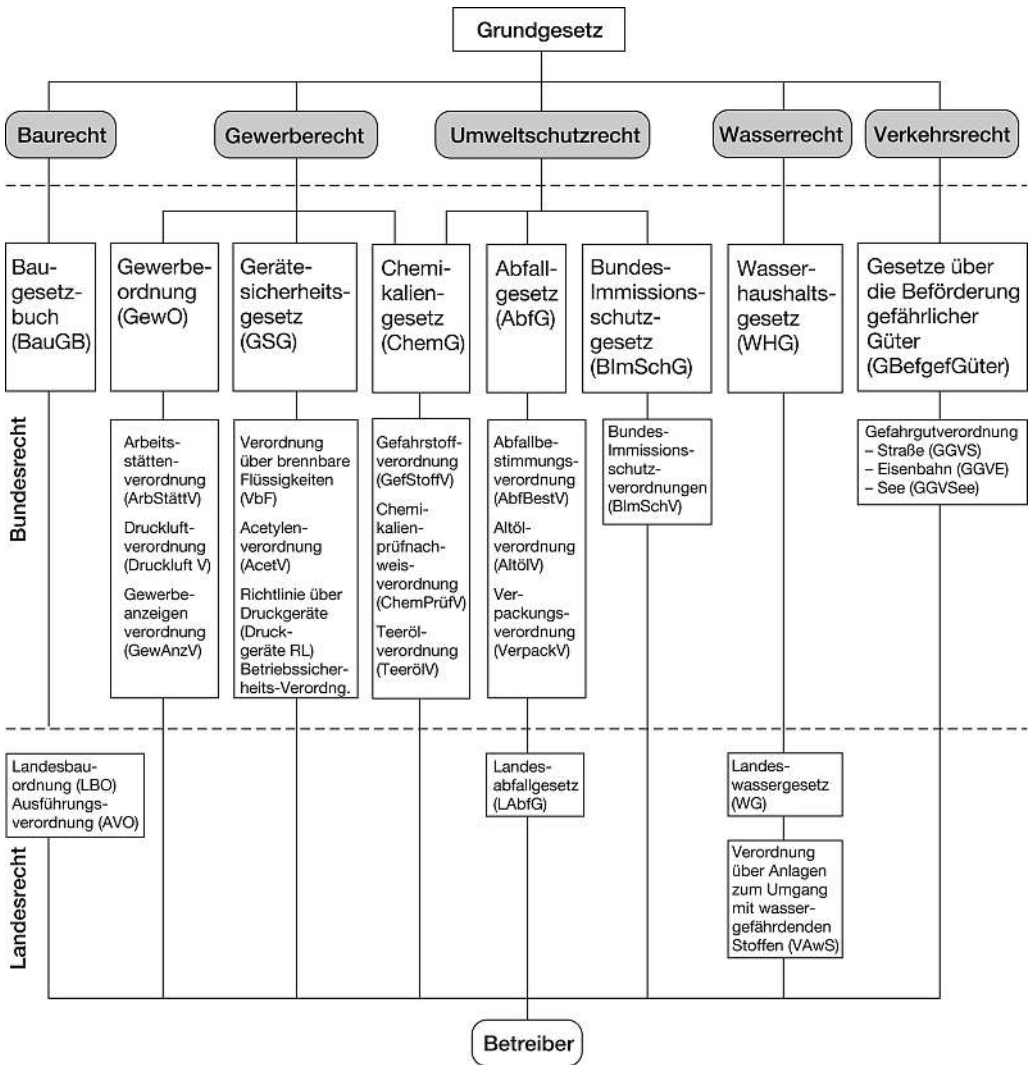 Grundgesetz
Baurecht
Gewerberecht
Umweltschutzrecht
Wasserrecht
Verkehrsrecht
Bundesrecht
Bau-
gesetz-
buch
(BauGB)
Gewerbe-
ordnung
(GewO)
Geräte-
sicherheits-
gesetz
(GSG)
Chemi-
kalien-
gesetz
(ChemG)
Abfall-
gesetz
(AbfG)
Bundes-
Immissions-
schutz-
gesetz
(BImSchG)
Wasser-
haushalts-
gesetz
(WHG)
Gesetze über
die Beförderung
gefährlicher
Güter
(GBefgefGüter)
Arbeits-
stätten-
verordnung
(ArbStättV)
Druckluft-
verordnung
(Druckluft V)
Gewerbe-
anzeigen
verordnung
(GewAnzV)
Verordnung
über brennbare
Flüssigkeiten
(VbF)
Acetylen-
verordnung
(AcetV)
Richtlinie über
Druckgeräte
(Druck-
geräte RL)
Betriebssicher-
heits-Verordng.
Gefahrstoff-
verordnung
(GefStoffV)
Chemi-
kalien-
prüfnach-
weis-
verordnung
(ChemPrüfV)
Teeröl-
verordnung
(TeerölV)
Abfallbe-
stimmungs-
verordnung
(AbfBestV)
Altöl-
verordnung
(AltölV)
Ver-
packungs-
verordnung
(VerpackV)
Bundes-
Immissions-
schutz-
verordnungen
(BImSchV)
Gefahrgutverordnung
– Straße (GGVS)
– Eisenbahn (GGVE)
– See (GGVSee)
Landesrecht
Landesbau-
ordnung (LBO)
Ausführungs-
verordnung (AVO)
Landes-
abfallgesetz
(LAbfG)
Landes-
wassergesetz
(WG)
Verordnung
über Anlagen
zum Umgang
mit wasser-
gefährdenden
Stoffen (VAwS)
Betreiber